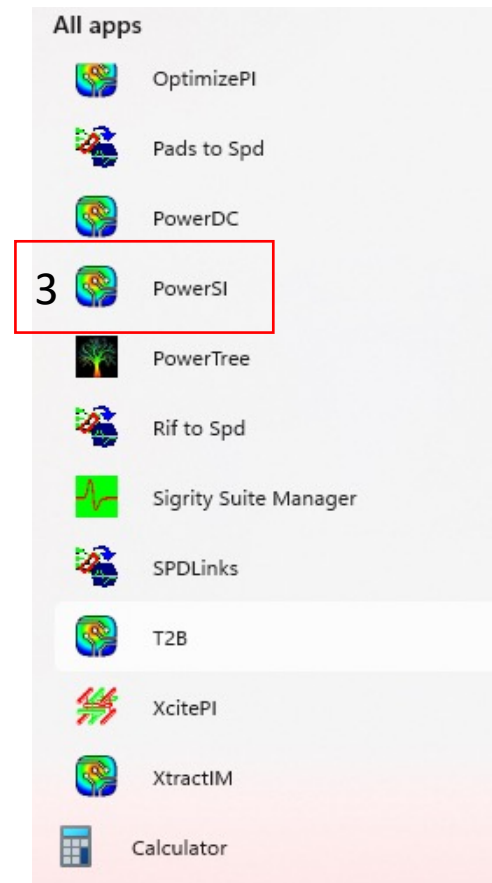 All apps
OptimizePI
Pads to Spd
PowerDC
3 PowerSI
PowerTree
Rif to Spd
Sigrity Suite Manager
SPDLinks
T2B
XcitePI
XtractIM
Calculator